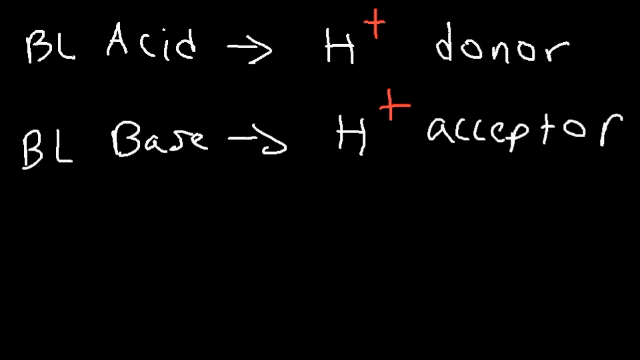 BL Acid → H⁺ donor
BL Base → H⁺ acceptor